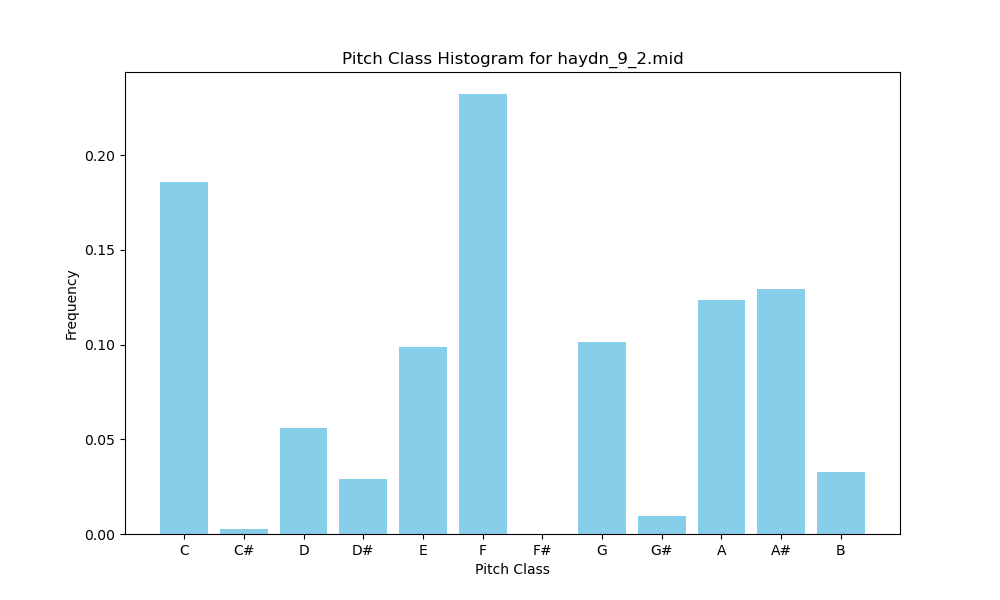 Pitch Class Histogram for haydn_9_2.mid
Frequency
0.20
0.15
0.10
0.05
0.00
C C# D D# E F F# G G# A A# B
Pitch Class